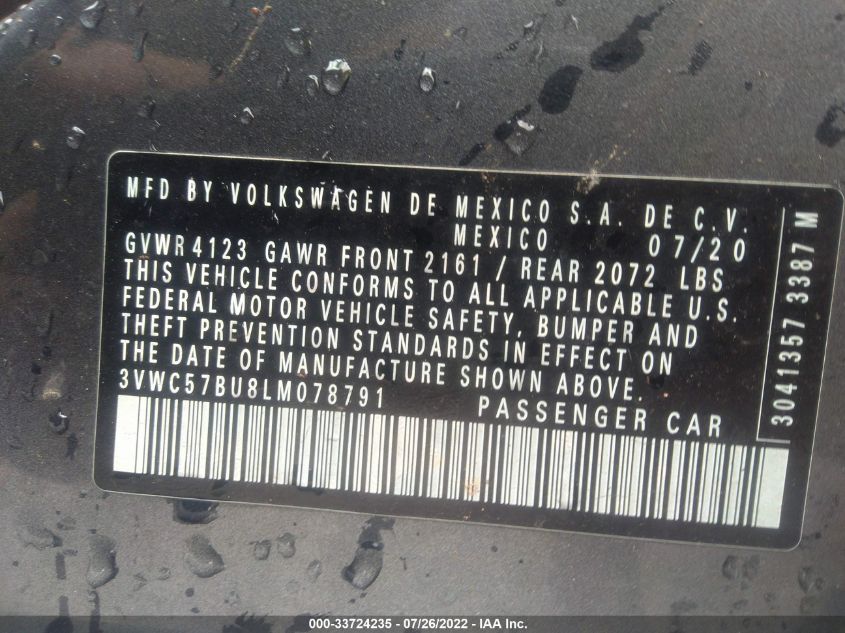 MFD BY VOLKSWAGEN DE MEXICO S.A. DE C.V.
MEXICO 07/20
GVWR 4123 GAWR FRONT 2161 / REAR 2072 LBS
THIS VEHICLE CONFORMS TO ALL APPLICABLE U.S.
FEDERAL MOTOR VEHICLE SAFETY, BUMPER AND
THEFT PREVENTION STANDARDS IN EFFECT ON
THE DATE OF MANUFACTURE SHOWN ABOVE.
3VWC57BU8LM078791 PASSENGER CAR
3041357 3387 M
000-33724235 - 07/26/2022 - IAA Inc.